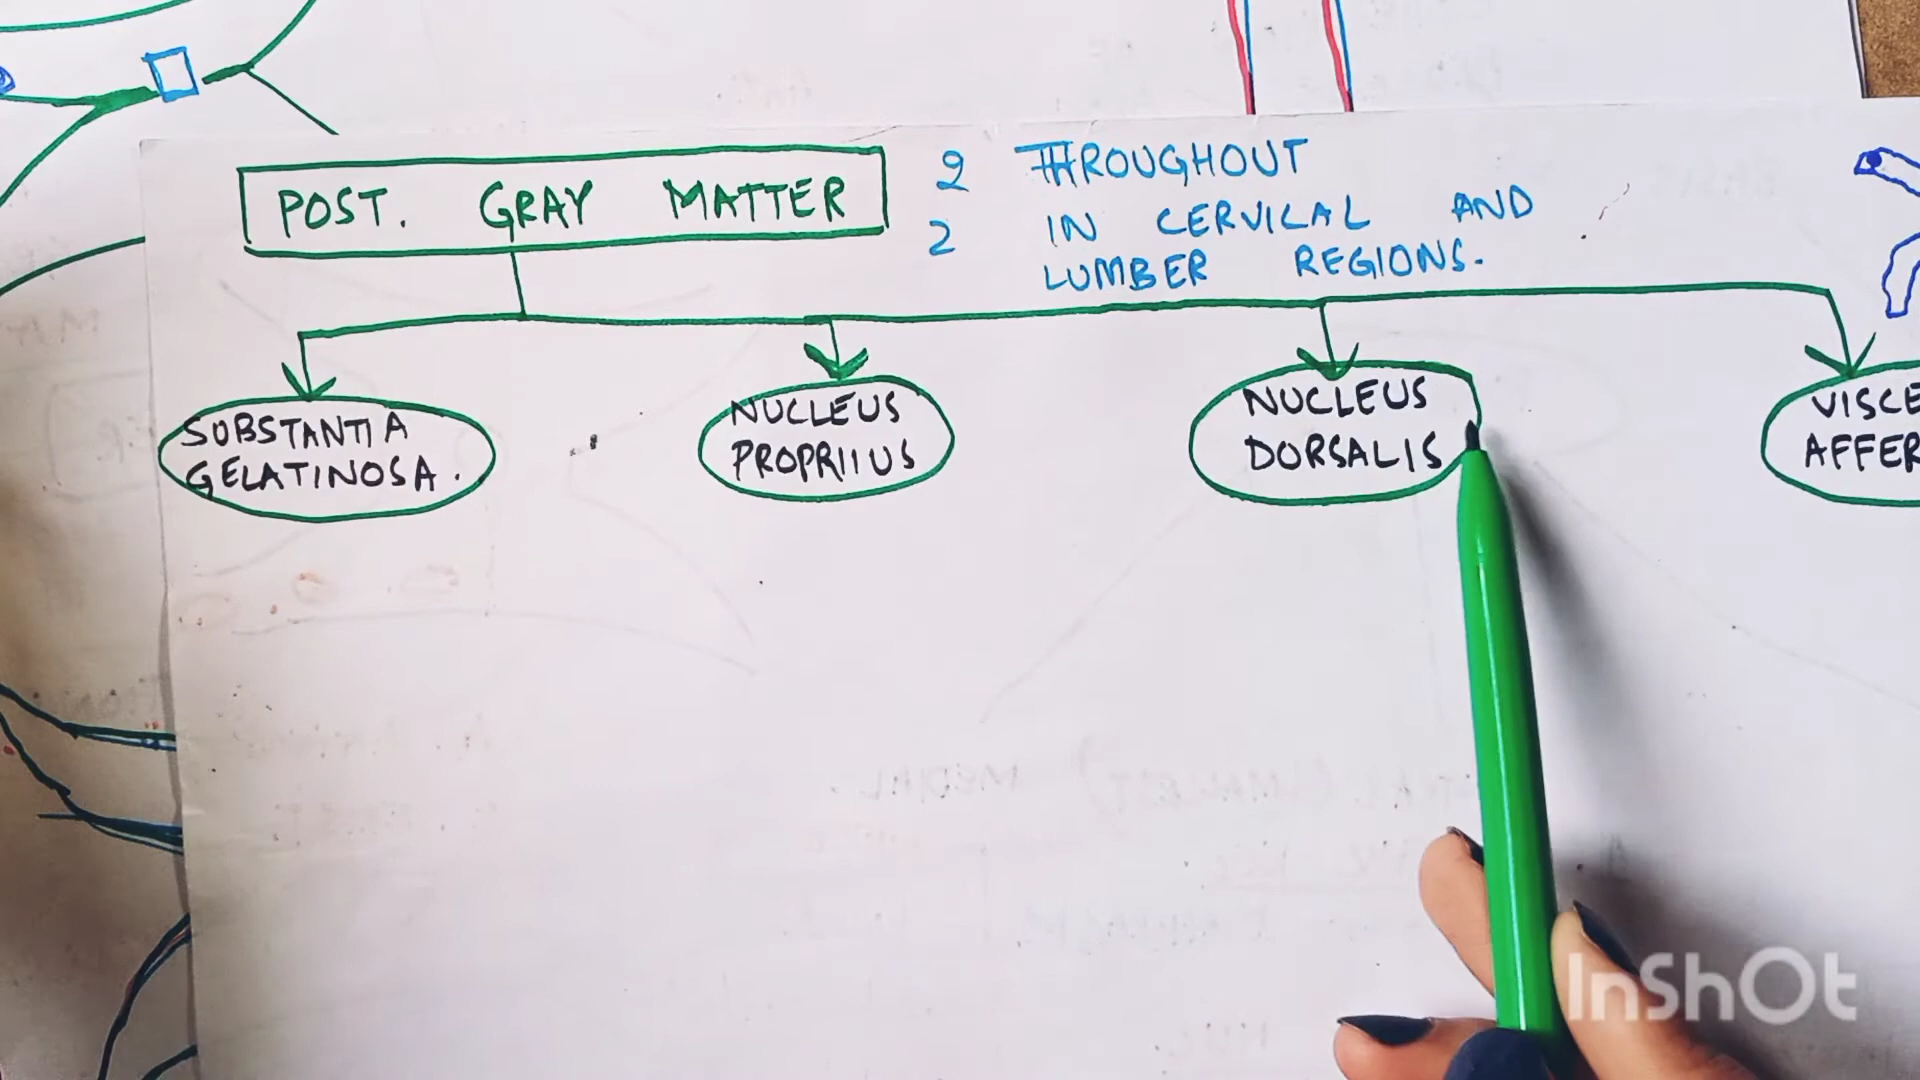 POST. GRAY MATTER
2 THROUGHOUT
2 IN CERVICAL AND
LUMBER REGIONS.
SUBSTANTIA
GELATINOSA.
NUCLEUS
PROPRIIUS
NUCLEUS
DORSALIS
VISCE
AFFER
InShOt